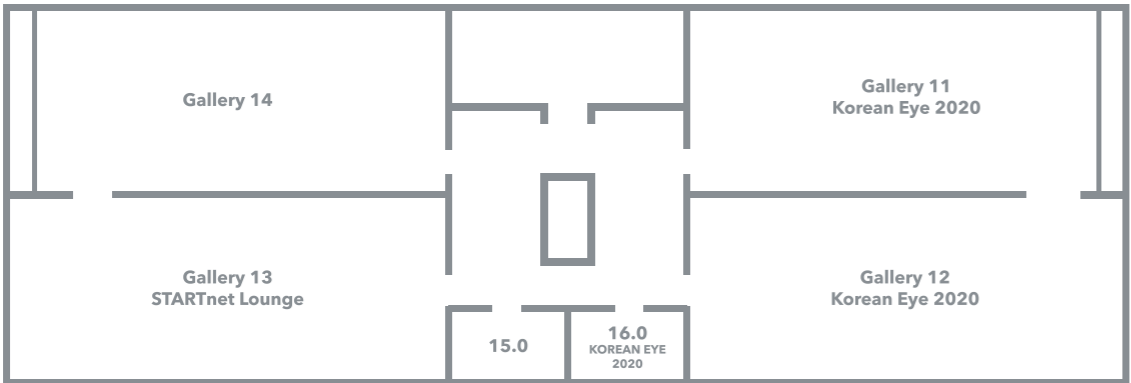 Gallery 14
Gallery 11
Korean Eye 2020
Gallery 13
STARTnet Lounge
Gallery 12
Korean Eye 2020
15.0
16.0
KOREAN EYE
2020